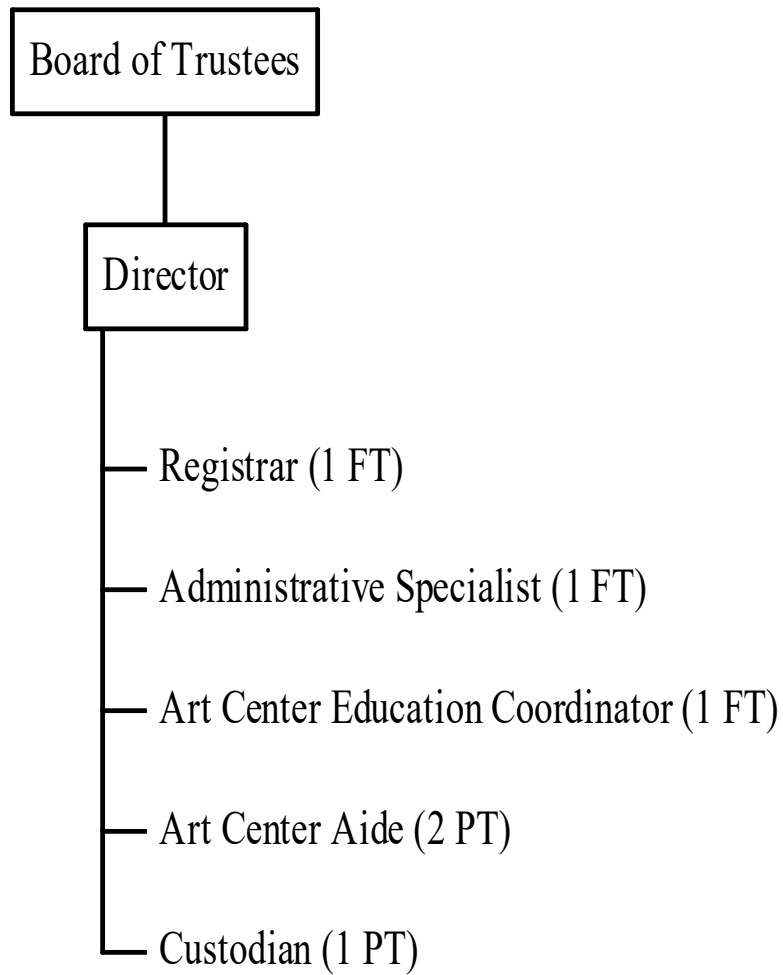 Board of Trustees
Director
Registrar (1 FT)
Administrative Specialist (1 FT)
Art Center Education Coordinator (1 FT)
Art Center Aide (2 PT)
Custodian (1 PT)